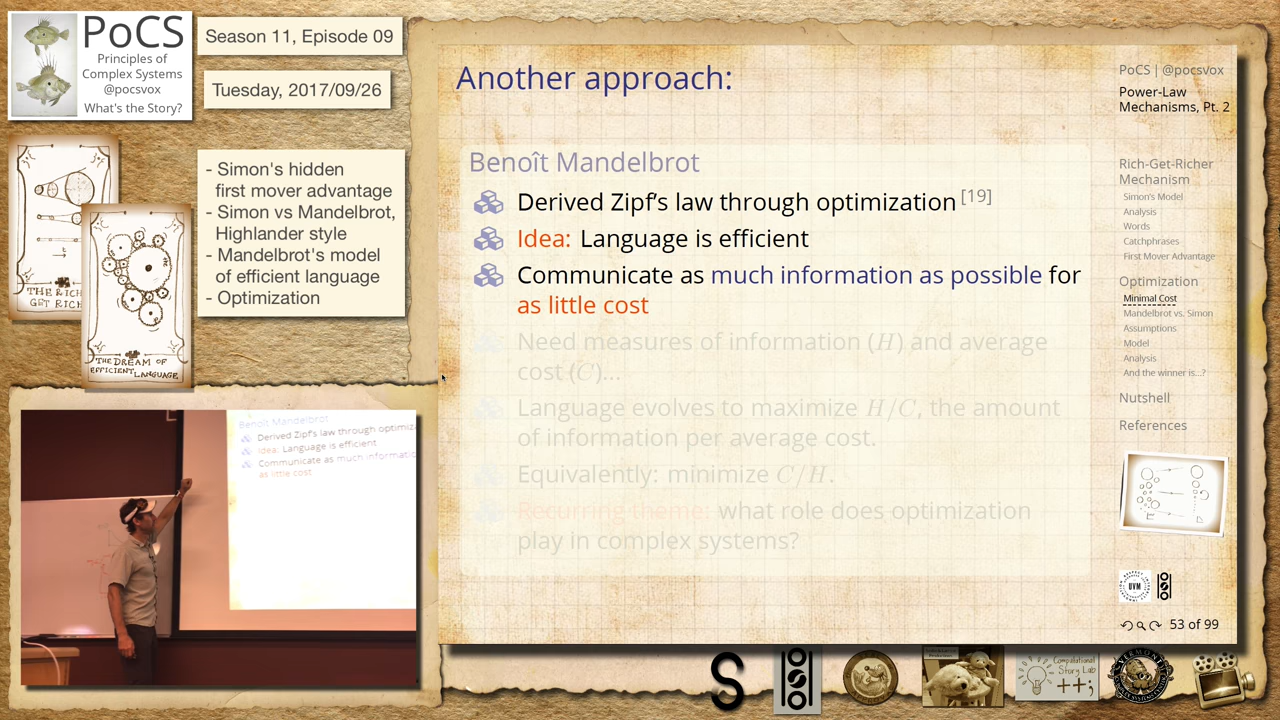 PoCS
Principles of
Complex Systems
@pocsvox
What's the Story?
Season 11, Episode 09
Tuesday, 2017/09/26
- Simon's hidden
first mover advantage
- Simon vs Mandelbrot,
Highlander style
- Mandelbrot's model
of efficient language
- Optimization
THE RICH
GET RICH
THE DREAM OF
EFFICIENT LANGUAGE
Benoît Mandelbrot
Derived Zipf's law through optimiza
Idea: Language is efficient
Communicate as much informatio
as little cost
Another approach:
Benoît Mandelbrot
Derived Zipf's law through optimization [19]
Idea: Language is efficient
Communicate as much information as possible for
as little cost
Need measures of information (H) and average
cost (C)...
Language evolves to maximize H/C, the amount
of information per average cost.
Equivalently: minimize C/H.
Recurring theme: what role does optimization
play in complex systems?
PoCS | @pocsvox
Power-Law
Mechanisms, Pt. 2
Rich-Get-Richer
Mechanism
Simon's Model
Analysis
Words
Catchphrases
First Mover Advantage
Optimization
Minimal Cost
Mandelbrot vs. Simon
Assumptions
Model
Analysis
And the winner is...?
Nutshell
References
UVM
53 of 99
S
Computational
Story Lab
++;
VERMONT